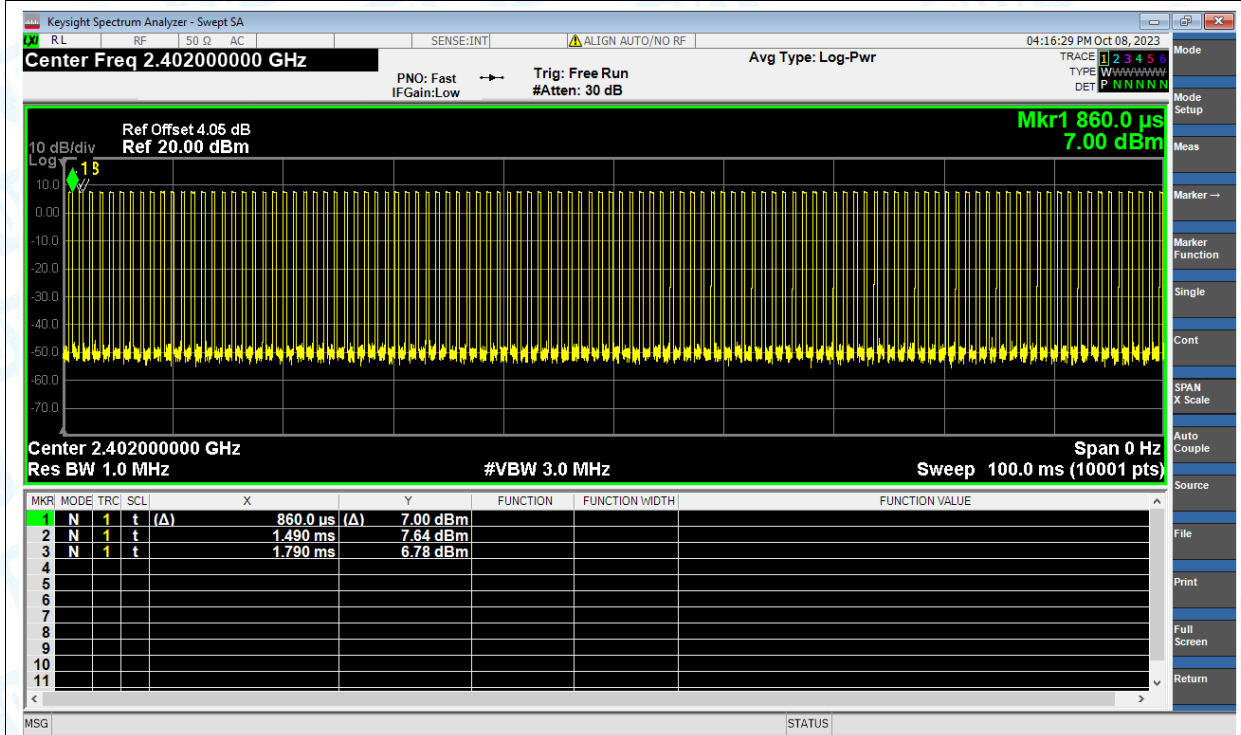 Keysight Spectrum Analyzer - Swept SA
LXI RL RF 50 Ω AC SENSE:INT ALIGN AUTO/NO RF 04:16:29 PM Oct 08, 2023
Center Freq 2.402000000 GHz
PNO: Fast
IFGain:Low
Trig: Free Run
#Atten: 30 dB
Avg Type: Log-Pwr
TRACE 1 2 3 4 5 6
TYPE WWWWWW
DET P N N N N N
Ref Offset 4.05 dB
Ref 20.00 dBm
10 dB/div
Log
Mkr1 860.0 µs
7.00 dBm
10.0
0.00
-10.0
-20.0
-30.0
-40.0
-50.0
-60.0
-70.0
Center 2.402000000 GHz
Span 0 Hz
Res BW 1.0 MHz
#VBW 3.0 MHz
Sweep 100.0 ms (10001 pts)
MKR MODE TRC SCL X Y FUNCTION FUNCTION WIDTH FUNCTION VALUE
1 N 1 t (Δ) 860.0 µs (Δ) 7.00 dBm
2 N 1 t 1.490 ms 7.64 dBm
3 N 1 t 1.790 ms 6.78 dBm
4
5
6
7
8
9
10
11
MSG
STATUS
Mode
Mode
Setup
Meas
Marker →
Marker
Function
Single
Cont
SPAN
X Scale
Auto
Couple
Source
File
Print
Full
Screen
Return